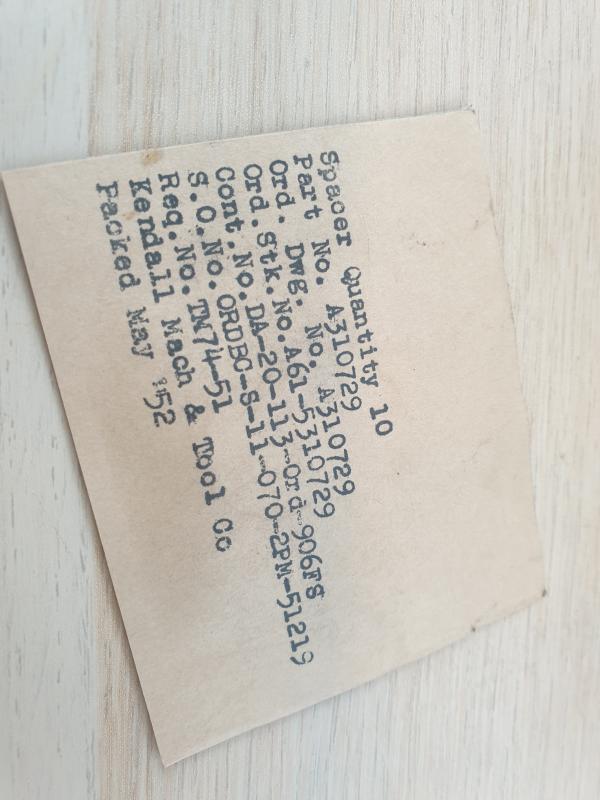 Spacer Quantity 10
Part No. A310729
Ord. Dwg. No. A310729
Ord. Stk.No.A61-5310729
Cont.No.DA-20-113-Ord-906FS
S.O.No.ORDBC-S-11-070-2PM-51219
Req.No.TM74-51
Kendall Mach & Tool Co
Packed May '52